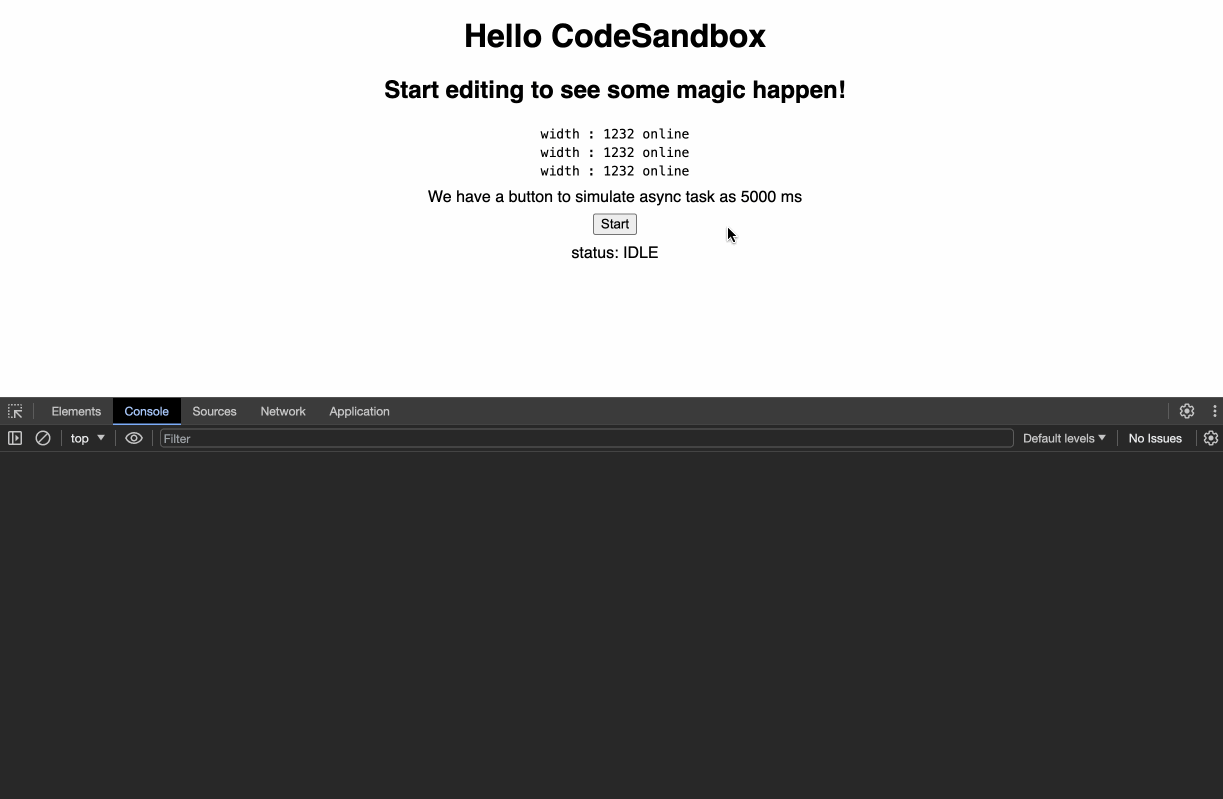 Hello CodeSandbox
Start editing to see some magic happen!
width : 1232 online
width : 1232 online
width : 1232 online
We have a button to simulate async task as 5000 ms
Start
status: IDLE
Elements Console Sources Network Application
top Filter Default levels No Issues